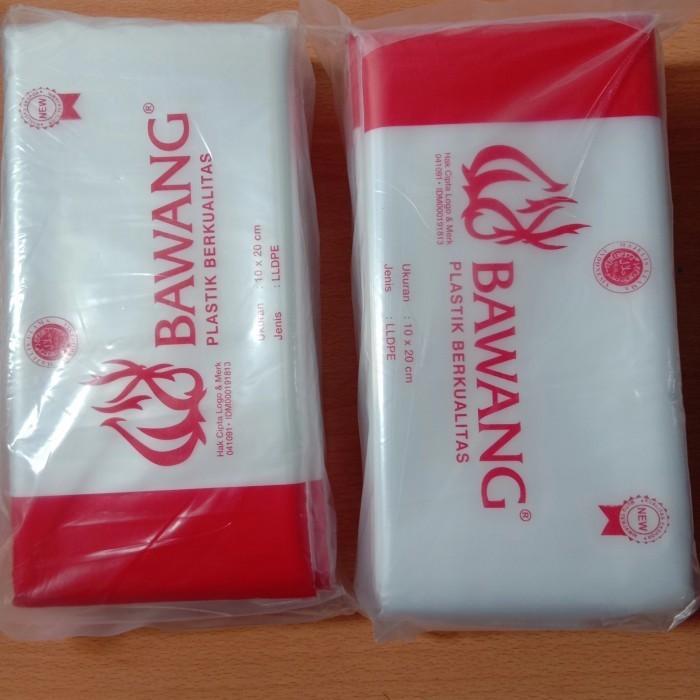 NEW
BAWANG®
PLASTIK BERKUALITAS
Ukuran : 10 x 20 cm
Jenis : LLDPE
Hak Cipta Logo & Merk
041091 • IDM000191813
Hak Cipta Logo & Merk
041091 • IDM000191813
BAWANG®
PLASTIK BERKUALITAS
Ukuran : 10 x 20 cm
Jenis : LLDPE
NEW